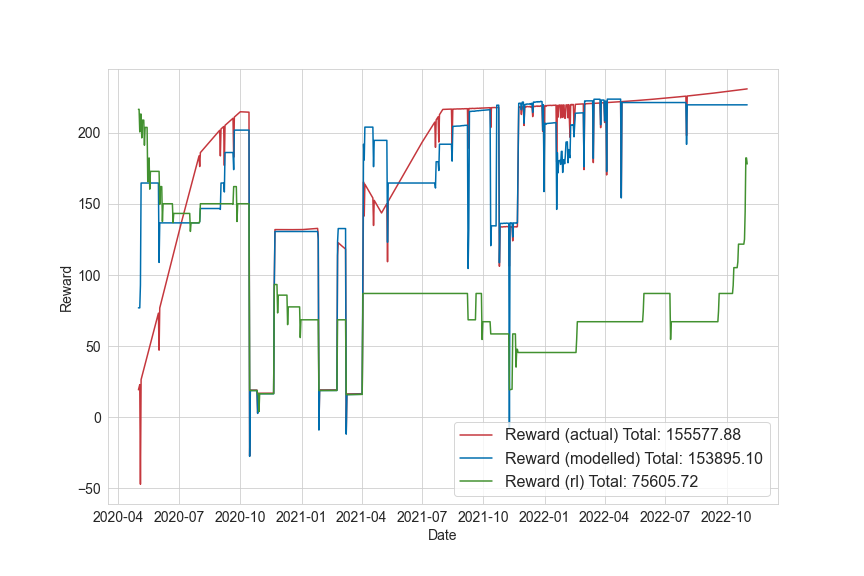 200
150
100
50
0
−50
Reward
Reward (actual) Total: 155577.88
Reward (modelled) Total: 153895.10
Reward (rl) Total: 75605.72
2020-04 2020-07 2020-10 2021-01 2021-04 2021-07 2021-10 2022-01 2022-04 2022-07 2022-10
Date